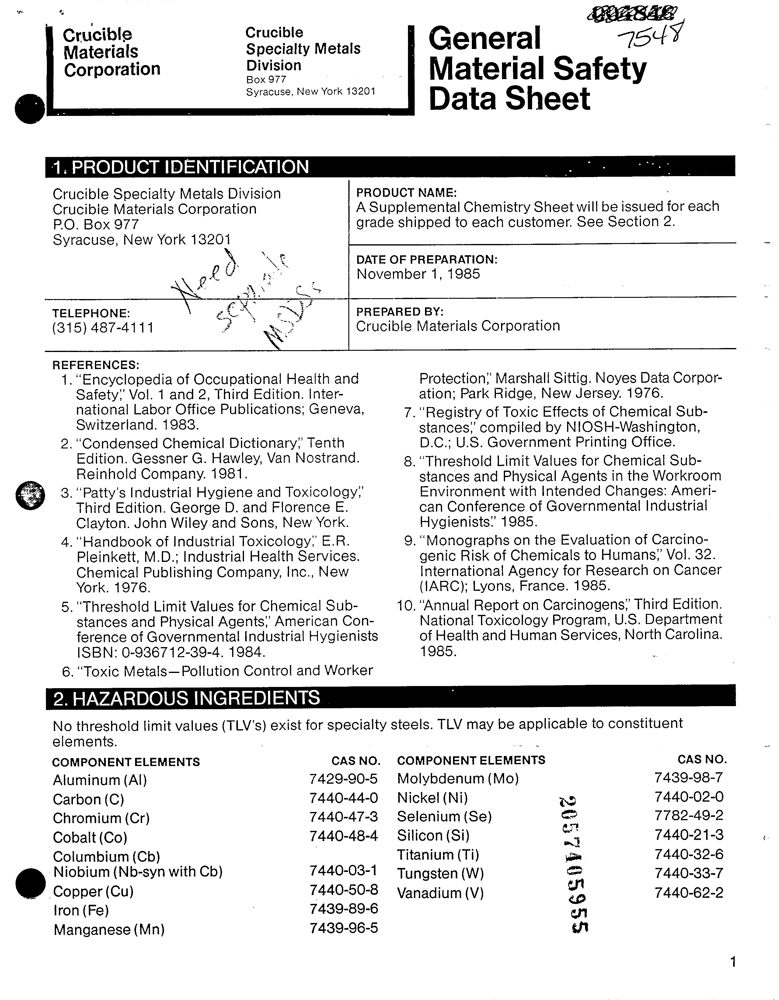 Crucible
Materials
Corporation
Crucible
Specialty Metals
Division
Box 977
Syracuse, New York 13201
General
Material Safety
Data Sheet
7548
1. PRODUCT IDENTIFICATION
Crucible Specialty Metals Division
Crucible Materials Corporation
P.O. Box 977
Syracuse, New York 13201
Need
separate
MSDSs
TELEPHONE:
(315) 487-4111
PRODUCT NAME:
A Supplemental Chemistry Sheet will be issued for each
grade shipped to each customer. See Section 2.
DATE OF PREPARATION:
November 1, 1985
PREPARED BY:
Crucible Materials Corporation
REFERENCES:
1. “Encyclopedia of Occupational Health and
Safety,” Vol. 1 and 2, Third Edition. Inter-
national Labor Office Publications; Geneva,
Switzerland. 1983.
2. “Condensed Chemical Dictionary,” Tenth
Edition. Gessner G. Hawley, Van Nostrand.
Reinhold Company. 1981.
3. “Patty's Industrial Hygiene and Toxicology,”
Third Edition. George D. and Florence E.
Clayton. John Wiley and Sons, New York.
4. “Handbook of Industrial Toxicology,” E.R.
Pleinkett, M.D.; Industrial Health Services.
Chemical Publishing Company, Inc., New
York. 1976.
5. “Threshold Limit Values for Chemical Sub-
stances and Physical Agents,” American Con-
ference of Governmental Industrial Hygienists
ISBN: 0-936712-39-4. 1984.
6. “Toxic Metals—Pollution Control and Worker
Protection,” Marshall Sittig. Noyes Data Corpor-
ation; Park Ridge, New Jersey. 1976.
7. “Registry of Toxic Effects of Chemical Sub-
stances,” compiled by NIOSH-Washington,
D.C.; U.S. Government Printing Office.
8. “Threshold Limit Values for Chemical Sub-
stances and Physical Agents in the Workroom
Environment with Intended Changes: Ameri-
can Conference of Governmental Industrial
Hygienists.” 1985.
9. “Monographs on the Evaluation of Carcino-
genic Risk of Chemicals to Humans,” Vol. 32.
International Agency for Research on Cancer
(IARC); Lyons, France. 1985.
10. “Annual Report on Carcinogens,” Third Edition.
National Toxicology Program, U.S. Department
of Health and Human Services, North Carolina.
1985.
2. HAZARDOUS INGREDIENTS
No threshold limit values (TLV's) exist for specialty steels. TLV may be applicable to constituent
elements.
COMPONENT ELEMENTS CAS NO.
Aluminum (Al) 7429-90-5
Carbon (C) 7440-44-0
Chromium (Cr) 7440-47-3
Cobalt (Co) 7440-48-4
Columbium (Cb)
Niobium (Nb-syn with Cb) 7440-03-1
Copper (Cu) 7440-50-8
Iron (Fe) 7439-89-6
Manganese (Mn) 7439-96-5
COMPONENT ELEMENTS CAS NO.
Molybdenum (Mo) 7439-98-7
Nickel (Ni) 7440-02-0
Selenium (Se) 7782-49-2
Silicon (Si) 7440-21-3
Titanium (Ti) 7440-32-6
Tungsten (W) 7440-33-7
Vanadium (V) 7440-62-2
2057405955
1